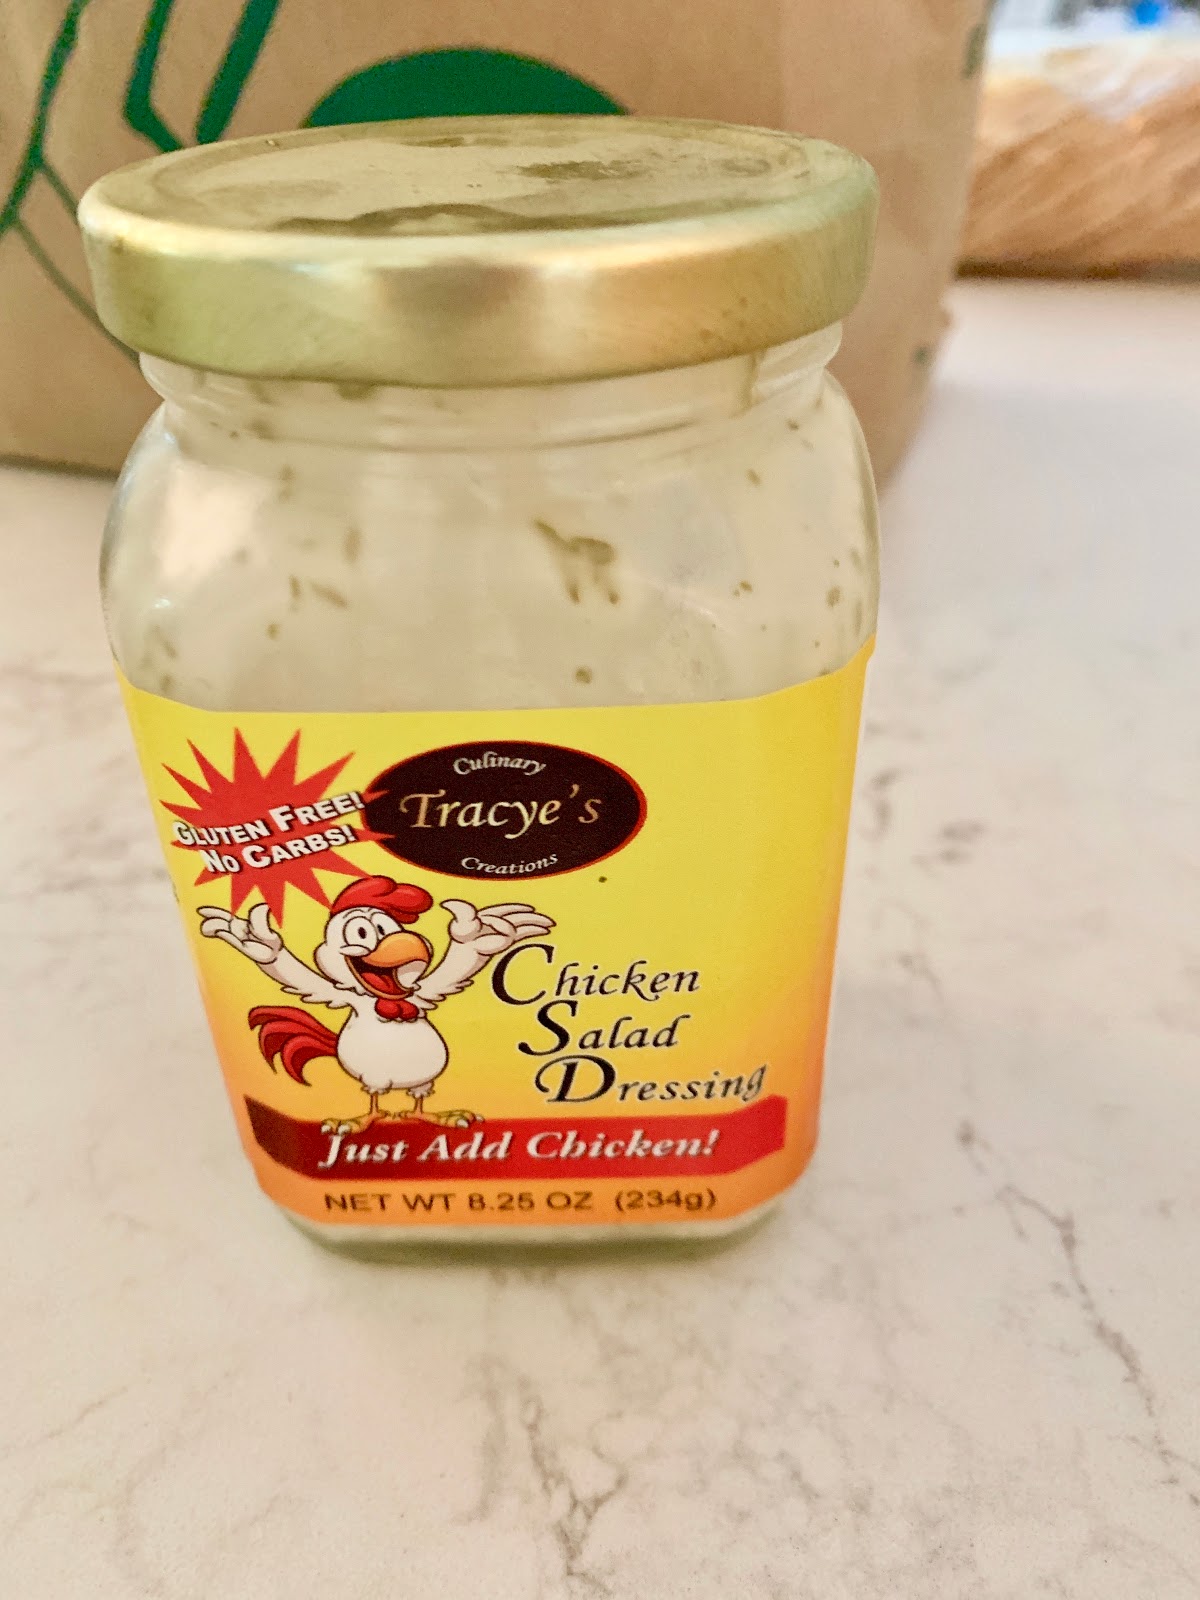 GLUTEN FREE!
NO CARBS!
Culinary
Tracye's
Creations
Chicken
Salad
Dressing
Just Add Chicken!
NET WT 8.25 OZ (234g)